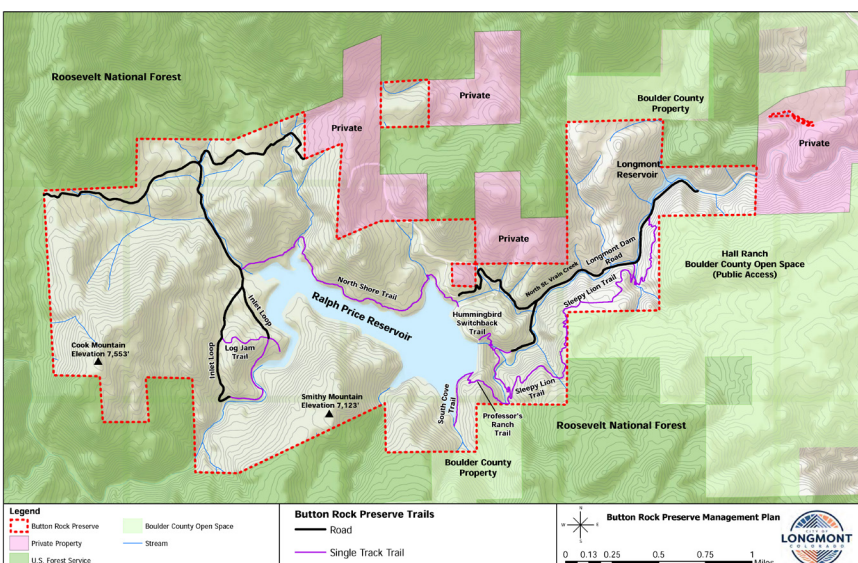 Roosevelt National Forest
Private
Private
Boulder County
Property
Private
Longmont
Reservoir
Private
Hall Ranch
Boulder County Open Space
(Public Access)
Longmont Dam
Road
North St. Vrain Creek
Sleepy Lion Trail
North Shore Trail
Ralph Price Reservoir
Hummingbird
Switchback
Trail
Inlet Loop
Inlet Loop
Log Jam
Trail
Cook Mountain
Elevation 7,553'
Smithy Mountain
Elevation 7,123'
South Cove
Trail
Sleepy Lion
Trail
Professor's
Ranch
Trail
Roosevelt National Forest
Boulder County
Property
Legend
Button Rock Preserve
Private Property
U.S. Forest Service
Boulder County Open Space
Stream
Button Rock Preserve Trails
Road
Single Track Trail
N
W
E
S
Button Rock Preserve Management Plan
0 0.13 0.25 0.5 0.75 1
Miles
CITY OF
LONGMONT
COLORADO